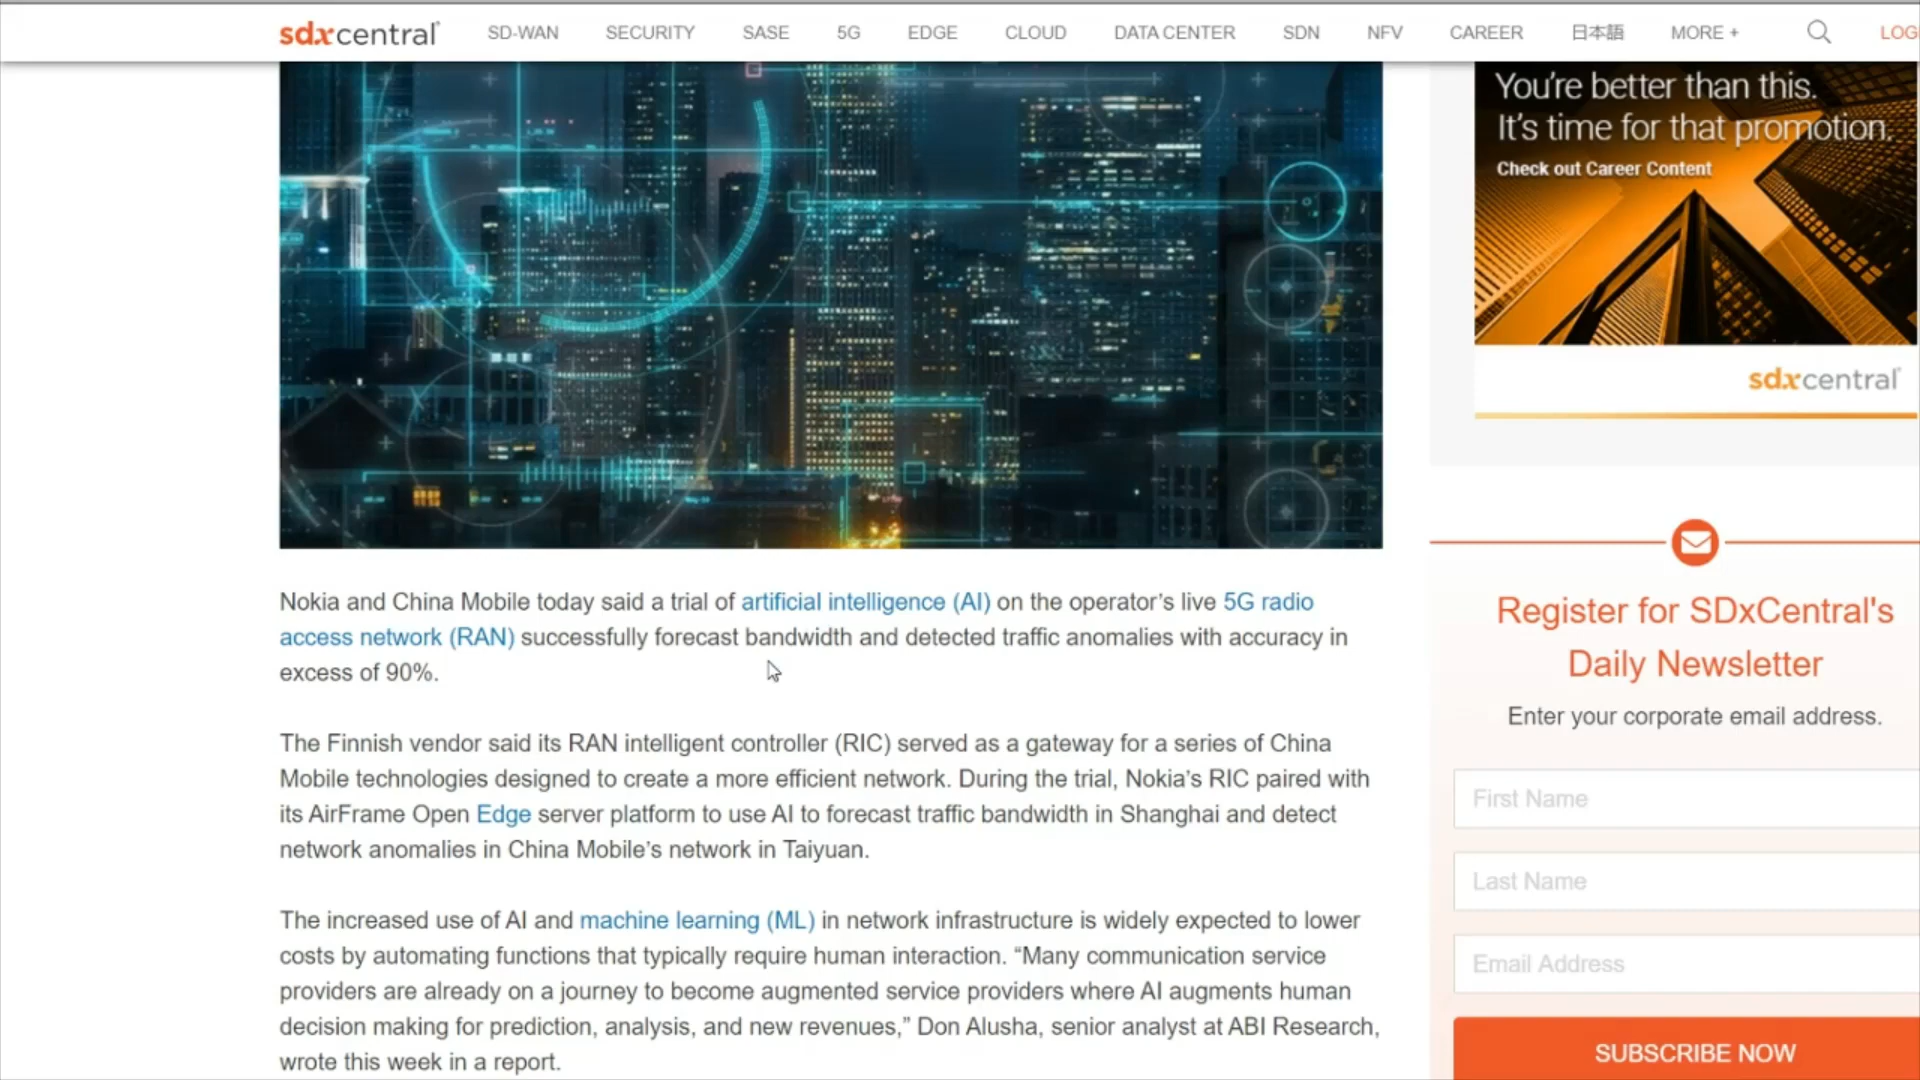 sdxcentral SD-WAN SECURITY SASE 5G EDGE CLOUD DATA CENTER SDN NFV CAREER 日本語 MORE + LOG
You're better than this.
It's time for that promotion.
Check out Career Content
sdxcentral
Nokia and China Mobile today said a trial of artificial intelligence (AI) on the operator's live 5G radio
access network (RAN) successfully forecast bandwidth and detected traffic anomalies with accuracy in
excess of 90%.
The Finnish vendor said its RAN intelligent controller (RIC) served as a gateway for a series of China
Mobile technologies designed to create a more efficient network. During the trial, Nokia's RIC paired with
its AirFrame Open Edge server platform to use AI to forecast traffic bandwidth in Shanghai and detect
network anomalies in China Mobile's network in Taiyuan.
The increased use of AI and machine learning (ML) in network infrastructure is widely expected to lower
costs by automating functions that typically require human interaction. “Many communication service
providers are already on a journey to become augmented service providers where AI augments human
decision making for prediction, analysis, and new revenues,” Don Alusha, senior analyst at ABI Research,
wrote this week in a report.
Register for SDxCentral's
Daily Newsletter
Enter your corporate email address.
First Name
Last Name
Email Address
SUBSCRIBE NOW